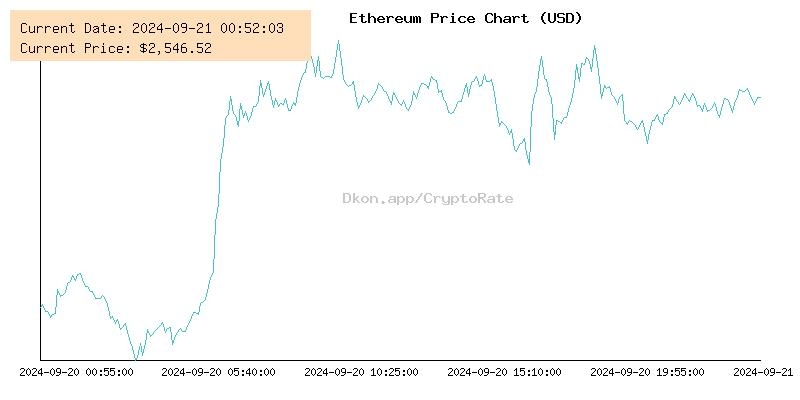 Ethereum Price Chart (USD)
Current Date: 2024-09-21 00:52:03
Current Price: $2,546.52
Dkon.app/CryptoRate
2024-09-20 00:55:00 2024-09-20 05:40:00 2024-09-20 10:25:00 2024-09-20 15:10:00 2024-09-20 19:55:00 2024-09-21